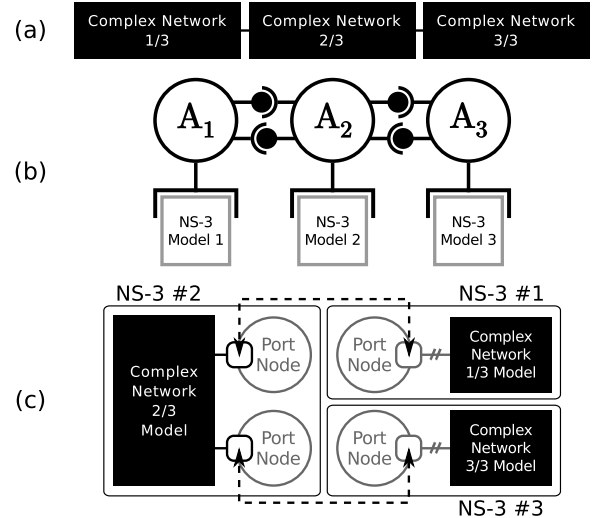 (a)
Complex Network
1/3
Complex Network
2/3
Complex Network
3/3
A1
A2
A3
(b)
NS-3
Model 1
NS-3
Model 2
NS-3
Model 3
NS-3 #2
NS-3 #1
(c)
Complex
Network
2/3
Model
Port
Node
Port
Node
Port
Node
Complex
Network
1/3 Model
Port
Node
Complex
Network
3/3 Model
NS-3 #3